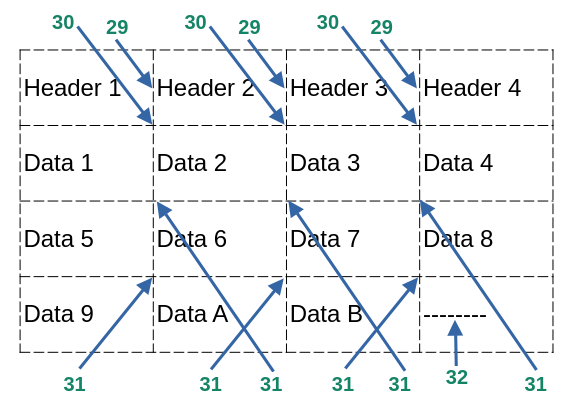 30 29 30 29 30 29
Header 1 Header 2 Header 3 Header 4
Data 1 Data 2 Data 3 Data 4
Data 5 Data 6 Data 7 Data 8
Data 9 Data A Data B ---------
31 31 31 31 31 32 31